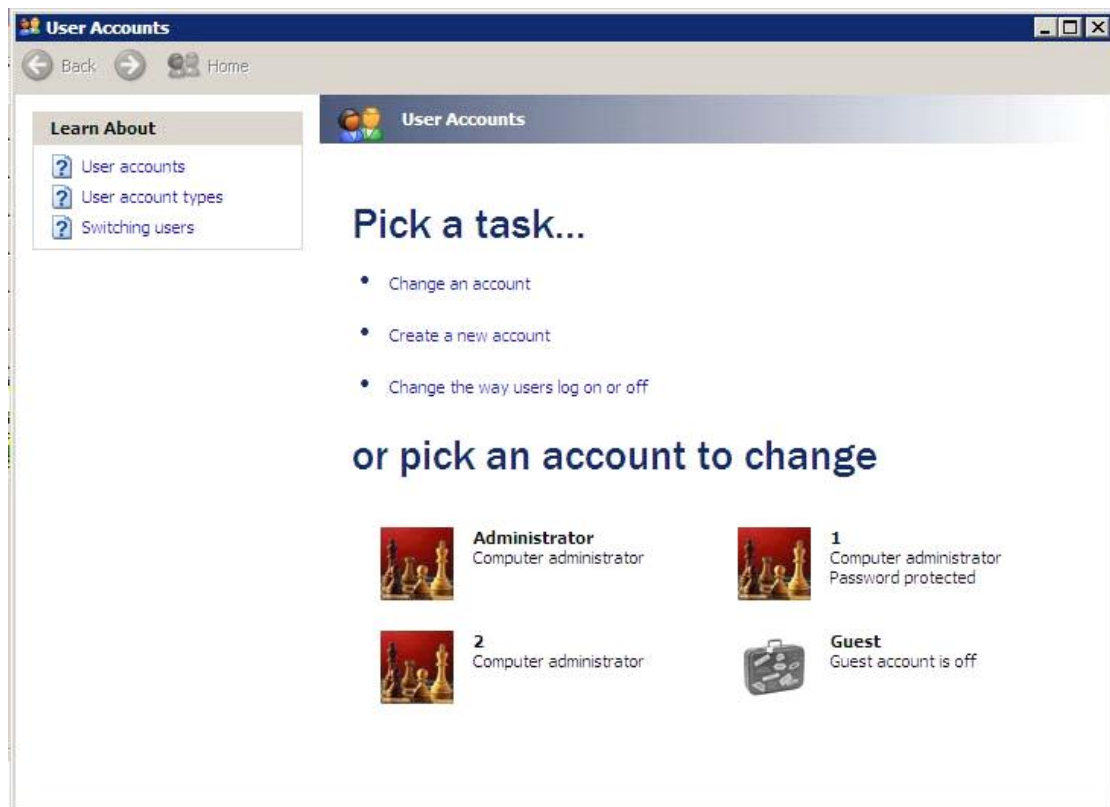 User Accounts
Back
Home
Learn About
User accounts
User account types
Switching users
User Accounts
Pick a task...
Change an account
Create a new account
Change the way users log on or off
or pick an account to change
Administrator
Computer administrator
1
Computer administrator
Password protected
2
Computer administrator
Guest
Guest account is off